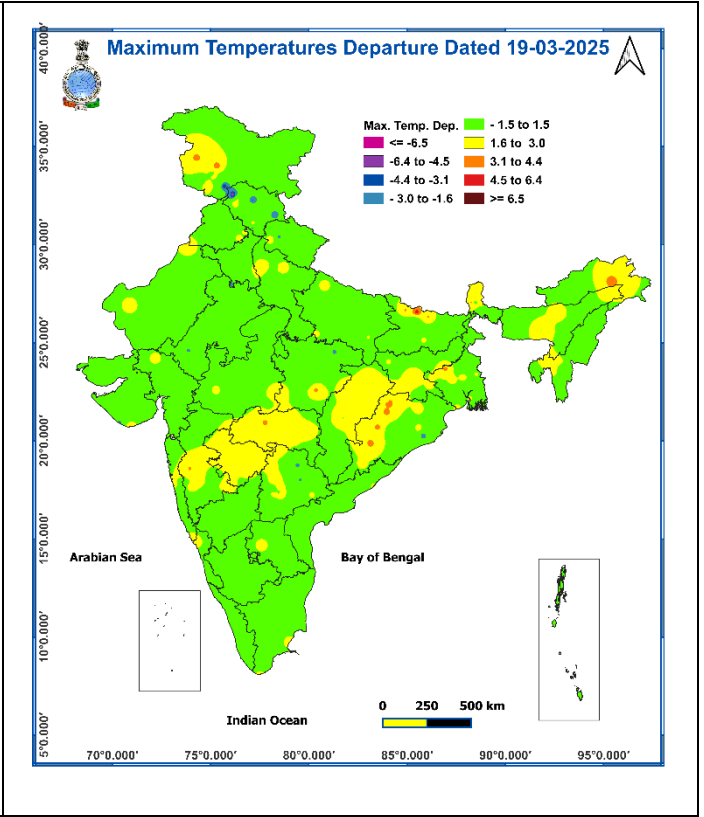 Maximum Temperatures Departure Dated 19-03-2025
Max. Temp. Dep.
<= -6.5
-6.4 to -4.5
-4.4 to -3.1
- 3.0 to -1.6
- 1.5 to 1.5
1.6 to 3.0
3.1 to 4.4
4.5 to 6.4
>= 6.5
40°0.000'
35°0.000'
30°0.000'
25°0.000'
20°0.000'
15°0.000'
10°0.000'
5°0.000'
Arabian Sea
Bay of Bengal
Indian Ocean
0 250 500 km
70°0.000' 75°0.000' 80°0.000' 85°0.000' 90°0.000' 95°0.000'